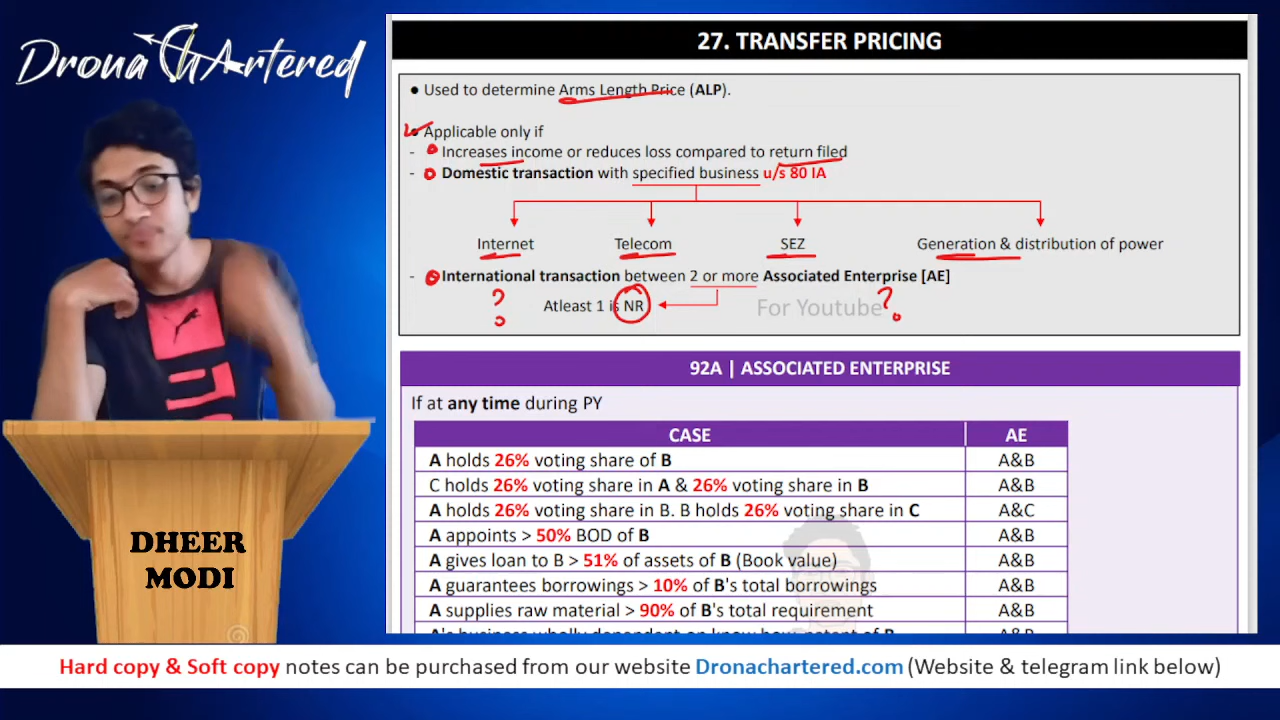 Drona Chartered
27. TRANSFER PRICING
● Used to determine Arms Length Price (ALP).
● Applicable only if
- Increases income or reduces loss compared to return filed
- Domestic transaction with specified business u/s 80 IA
Internet Telecom SEZ Generation & distribution of power
- International transaction between 2 or more Associated Enterprise [AE]
? Atleast 1 is NR For Youtube ?
92A | ASSOCIATED ENTERPRISE
If at any time during PY
CASE AE
A holds 26% voting share of B A&B
C holds 26% voting share in A & 26% voting share in B A&B
A holds 26% voting share in B. B holds 26% voting share in C A&C
A appoints > 50% BOD of B A&B
A gives loan to B > 51% of assets of B (Book value) A&B
A guarantees borrowings > 10% of B's total borrowings A&B
A supplies raw material > 90% of B's total requirement A&B
DHEER
MODI
Hard copy & Soft copy notes can be purchased from our website Dronachartered.com (Website & telegram link below)